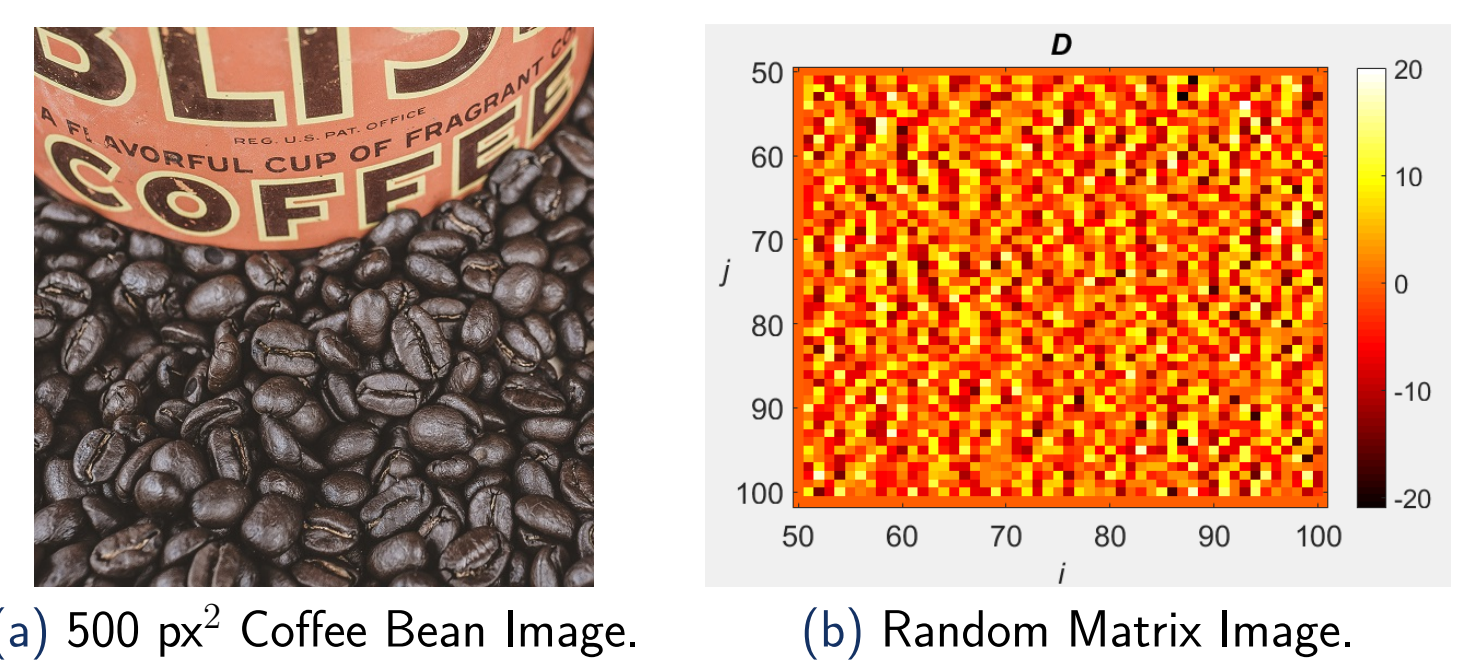 BLIS
REG. U.S. PAT. OFFICE
A FLAVORFUL CUP OF FRAGRANT CO
COFFEE
(a) 500 px² Coffee Bean Image.
D
50
60
70
80
90
100
j
50 60 70 80 90 100
i
20
10
0
-10
-20
(b) Random Matrix Image.